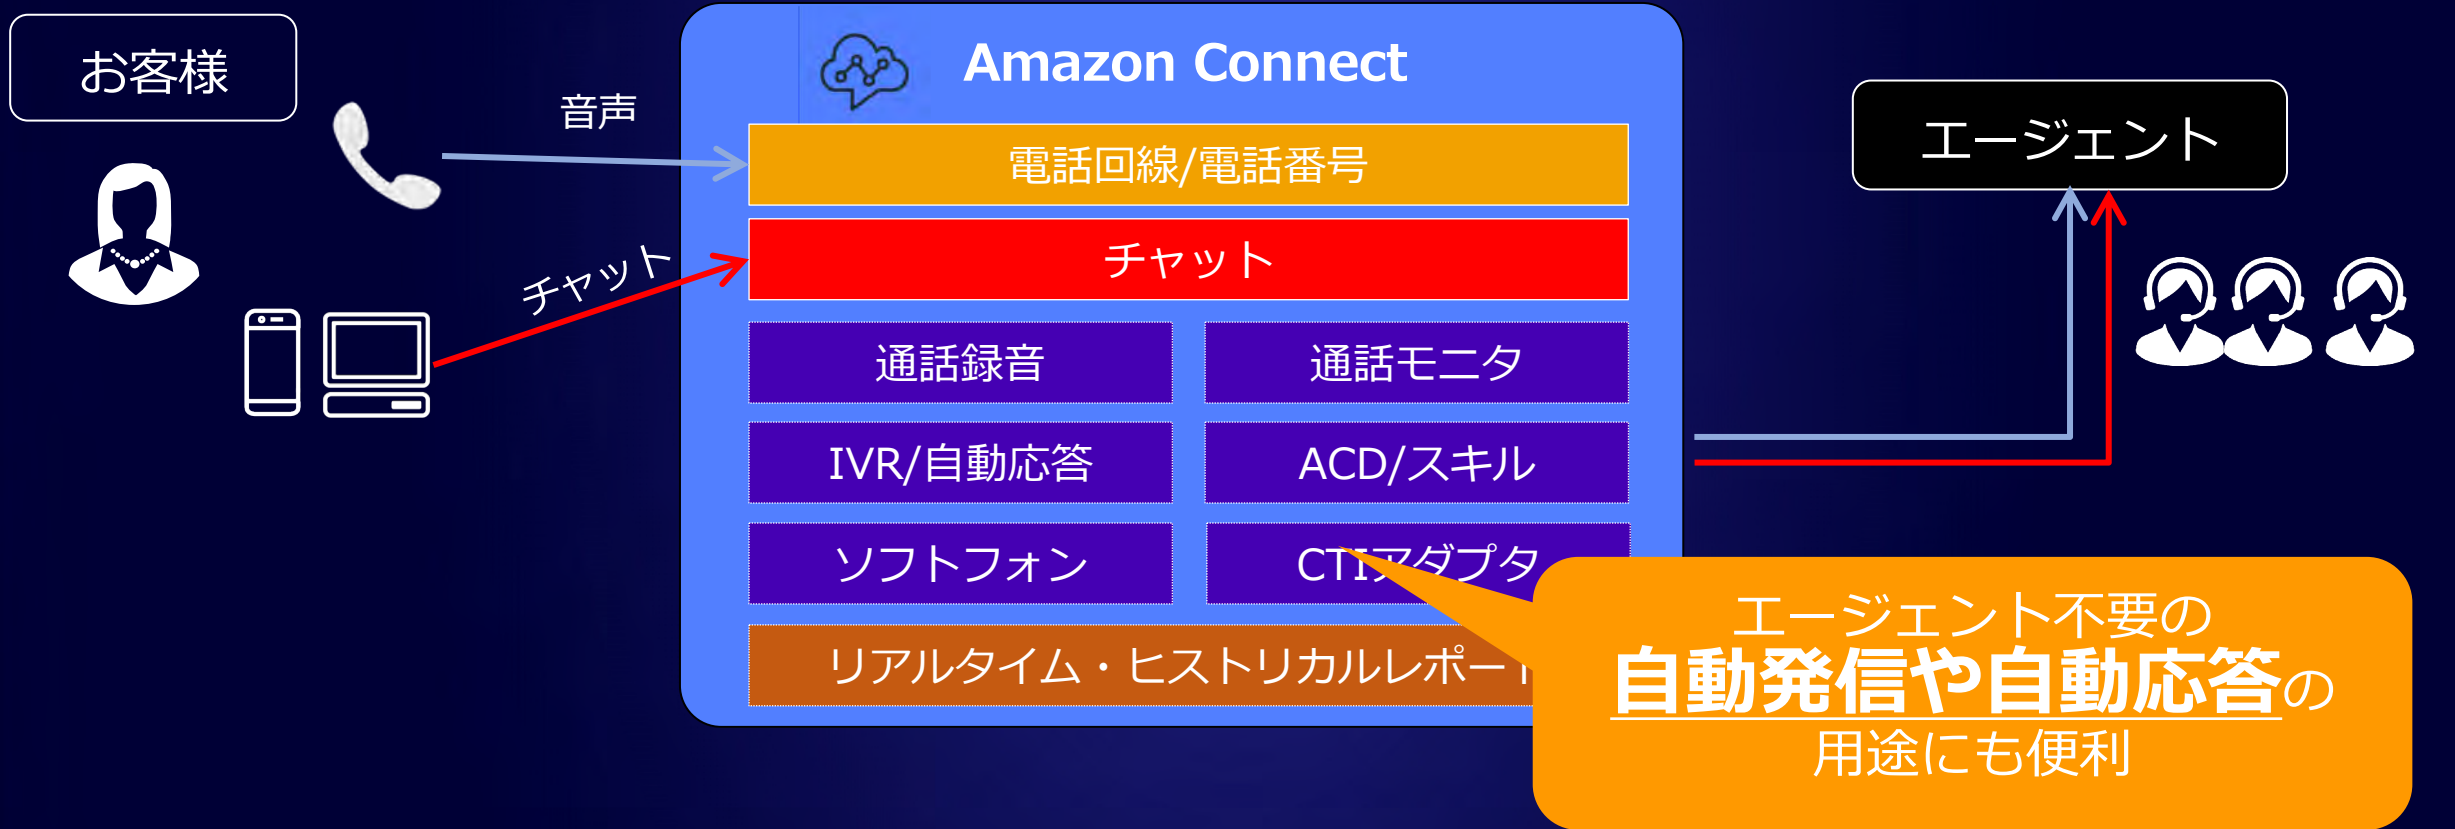 お客様
音声
チャット
Amazon Connect
電話回線/電話番号
チャット
通話録音
通話モニタ
IVR/自動応答
ACD/スキル
ソフトフォン
CTIアダプタ
リアルタイム・ヒストリカルレポート
エージェント
エージェント不要の
自動発信や自動応答の
用途にも便利